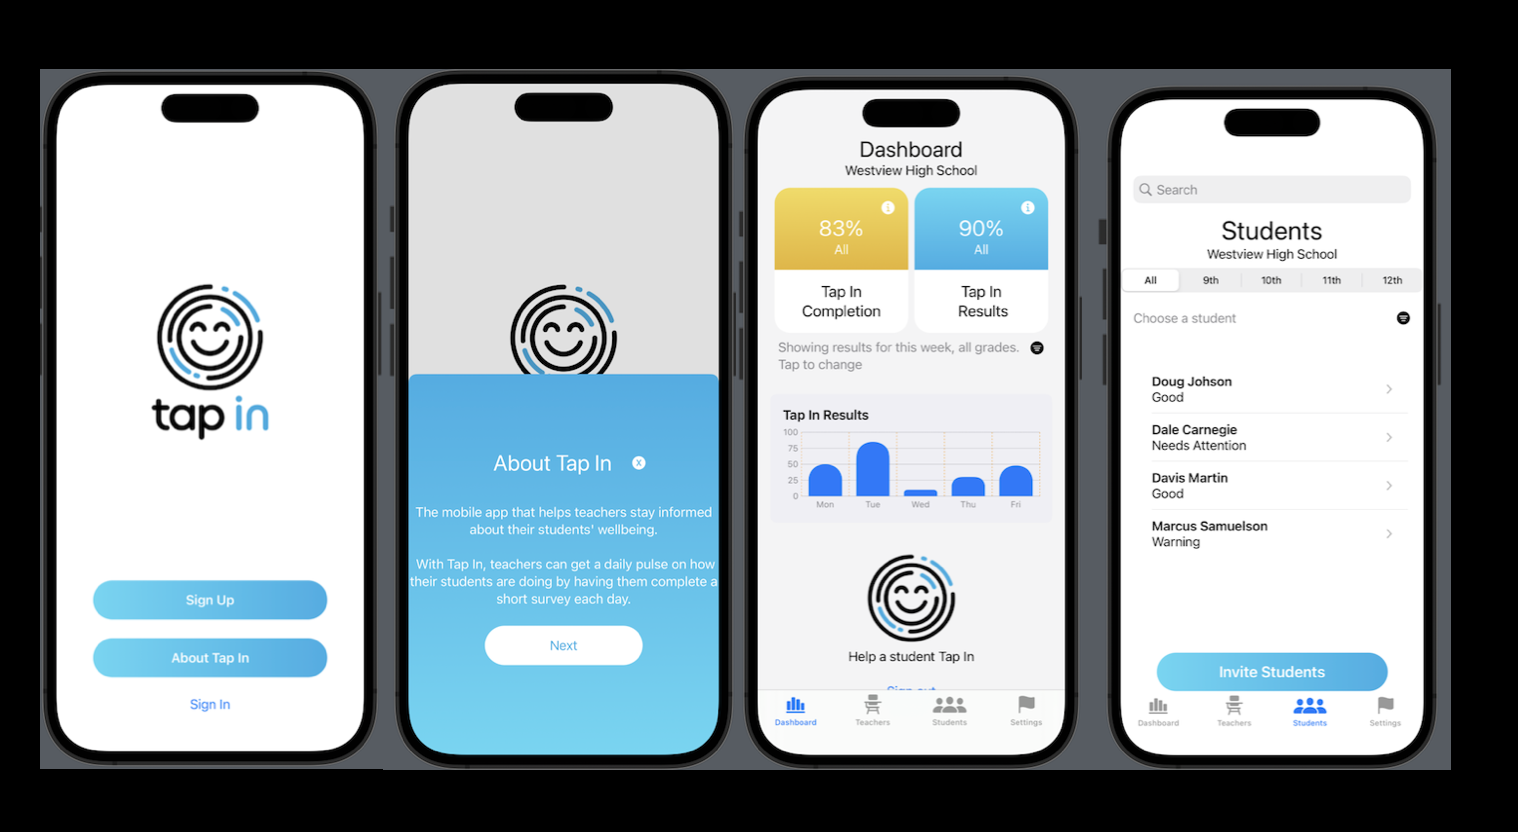 tap in
Sign Up
About Tap In
Sign In
About Tap In
X
The mobile app that helps teachers stay informed
about their students' wellbeing.
With Tap In, teachers can get a daily pulse on how
their students are doing by having them complete a
short survey each day.
Next
Dashboard
Westview High School
83%
All
Tap In
Completion
90%
All
Tap In
Results
Showing results for this week, all grades.
Tap to change
Tap In Results
100
75
50
25
0
Mon Tue Wed Thu Fri
Help a student Tap In
Sign out
Dashboard Teachers Students Settings
Search
Students
Westview High School
All 9th 10th 11th 12th
Choose a student
Doug Johson
Good
Dale Carnegie
Needs Attention
Davis Martin
Good
Marcus Samuelson
Warning
Invite Students
Dashboard Teachers Students Settings